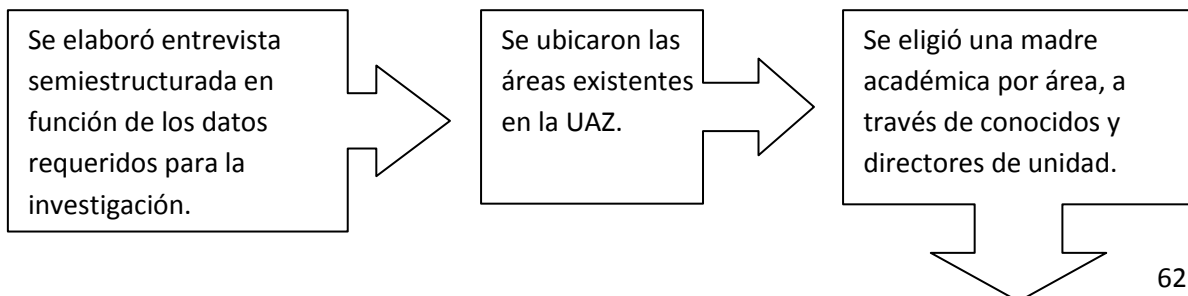 Se elaboró entrevista
semiestructurada en
función de los datos
requeridos para la
investigación.
Se ubicaron las
áreas existentes
en la UAZ.
Se eligió una madre
académica por área, a
través de conocidos y
directores de unidad.
62